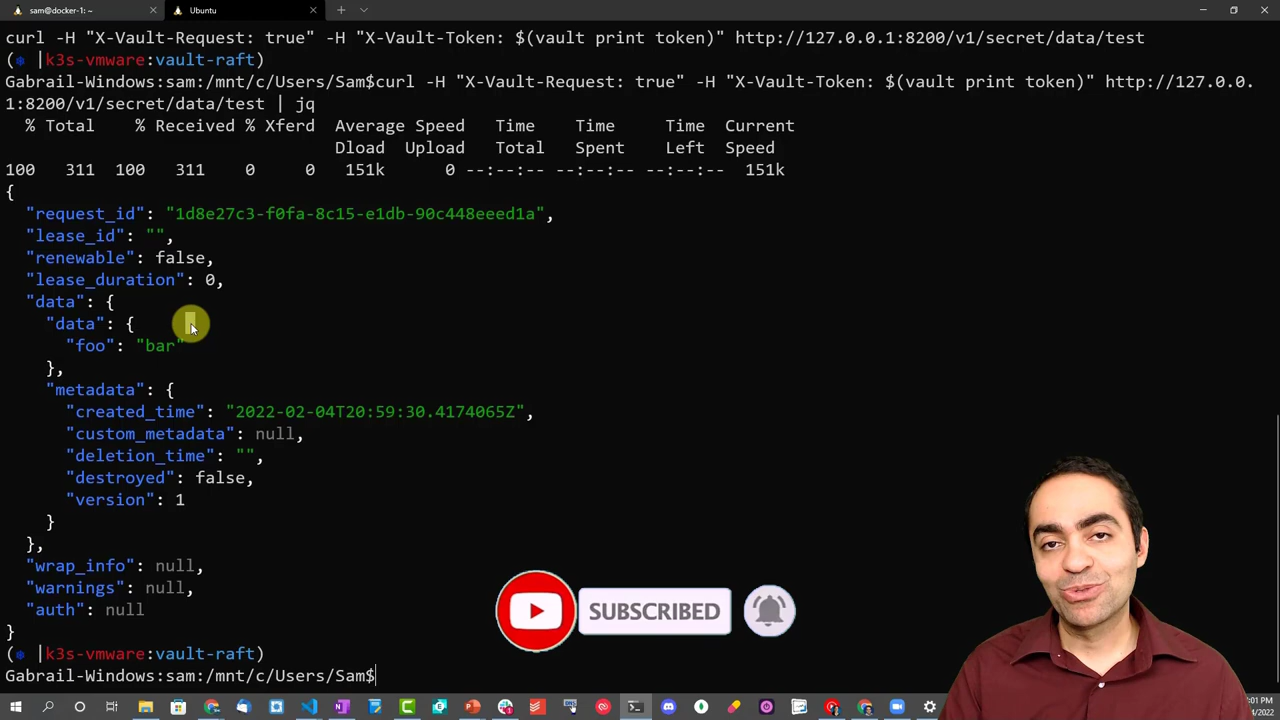 sam@docker-1: ~
Ubuntu
curl -H "X-Vault-Request: true" -H "X-Vault-Token: $(vault print token)" http://127.0.0.1:8200/v1/secret/data/test
( |k3s-vmware:vault-raft)
Gabrail-Windows:sam:/mnt/c/Users/Sam$curl -H "X-Vault-Request: true" -H "X-Vault-Token: $(vault print token)" http://127.0.0.
1:8200/v1/secret/data/test | jq
% Total % Received % Xferd Average Speed Time Time Time Current
Dload Upload Total Spent Left Speed
100 311 100 311 0 0 151k 0 --:--:-- --:--:-- --:--:-- 151k
{
"request_id": "1d8e27c3-f0fa-8c15-e1db-90c448eeed1a",
"lease_id": "",
"renewable": false,
"lease_duration": 0,
"data": {
"data": {
"foo": "bar"
},
"metadata": {
"created_time": "2022-02-04T20:59:30.4174065Z",
"custom_metadata": null,
"deletion_time": "",
"destroyed": false,
"version": 1
}
},
"wrap_info": null,
"warnings": null,
"auth": null
}
SUBSCRIBED
( |k3s-vmware:vault-raft)
Gabrail-Windows:sam:/mnt/c/Users/Sam$